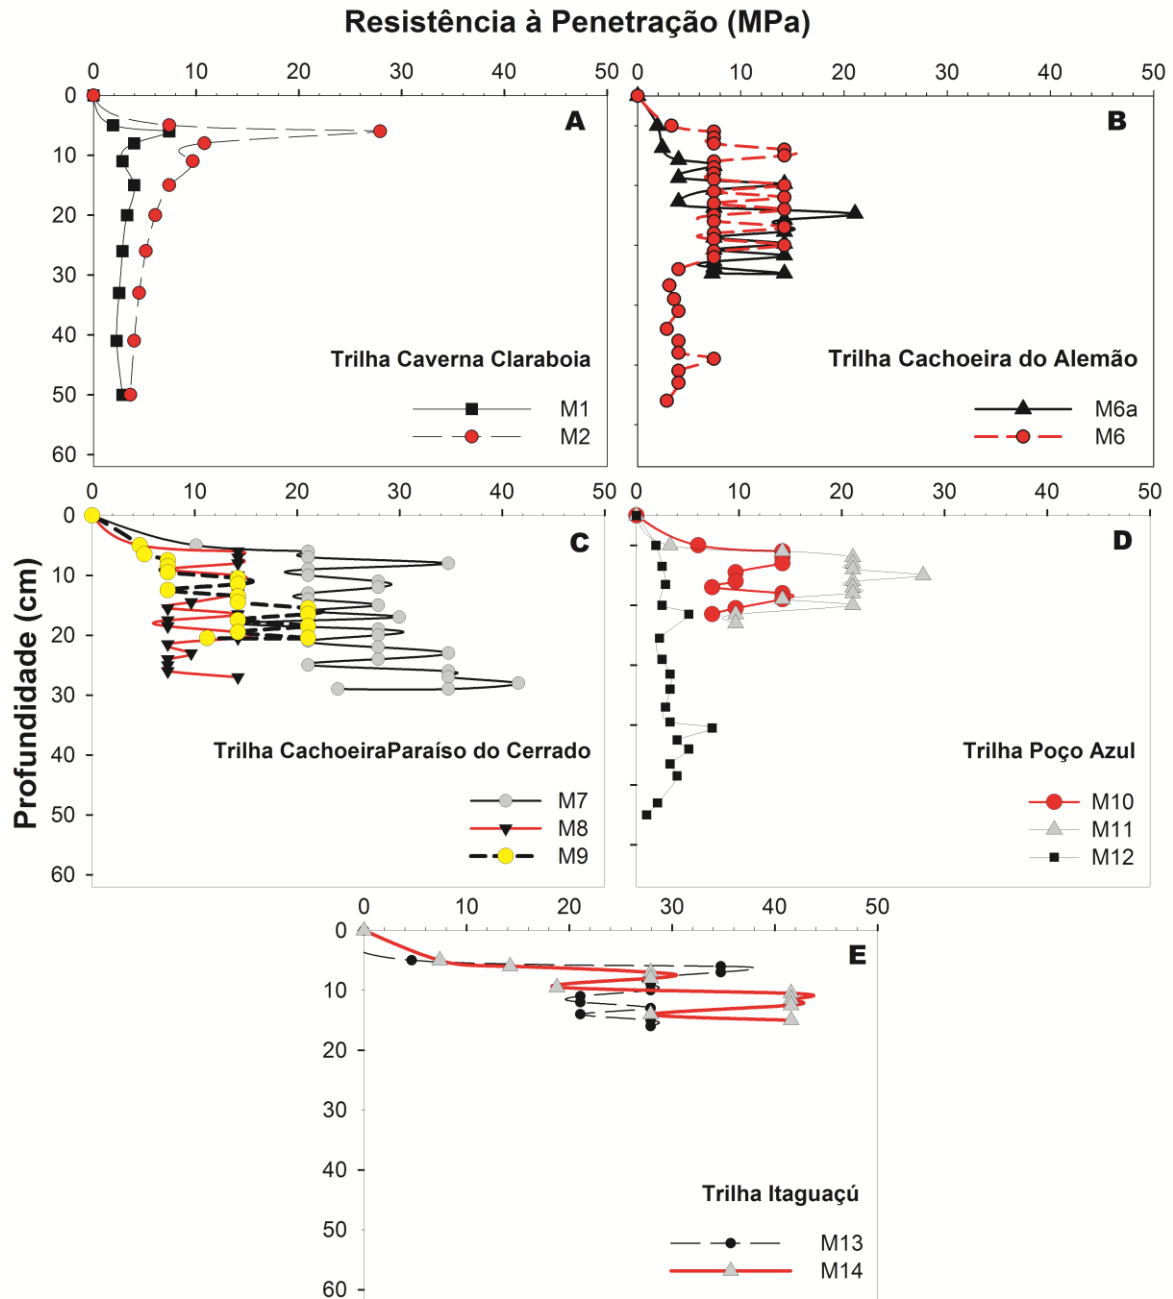 Resistência à Penetração (MPa)
0 10 20 30 40 50
0 10 20 30 40 50
0
10
20
30
40
50
60
A
B
Trilha Caverna Claraboia
M1
M2
Trilha Cachoeira do Alemão
M6a
M6
0 10 20 30 40 50
0 10 20 30 40 50
0
10
20
30
40
50
60
C
D
Profundidade (cm)
Trilha CachoeiraParaíso do Cerrado
M7
M8
M9
Trilha Poço Azul
M10
M11
M12
0 10 20 30 40 50
0
10
20
30
40
50
60
E
Trilha Itaguaçú
M13
M14